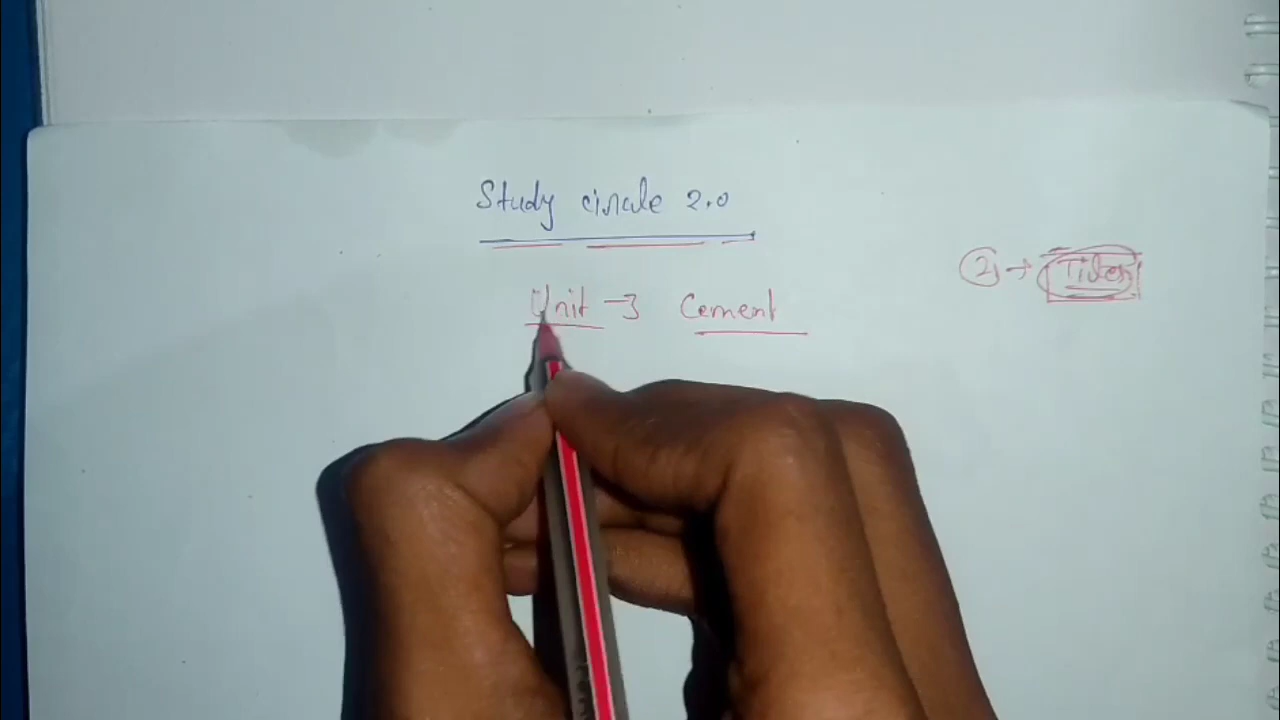 Study circle 2.0
② → Tiles
Unit -3 Cement